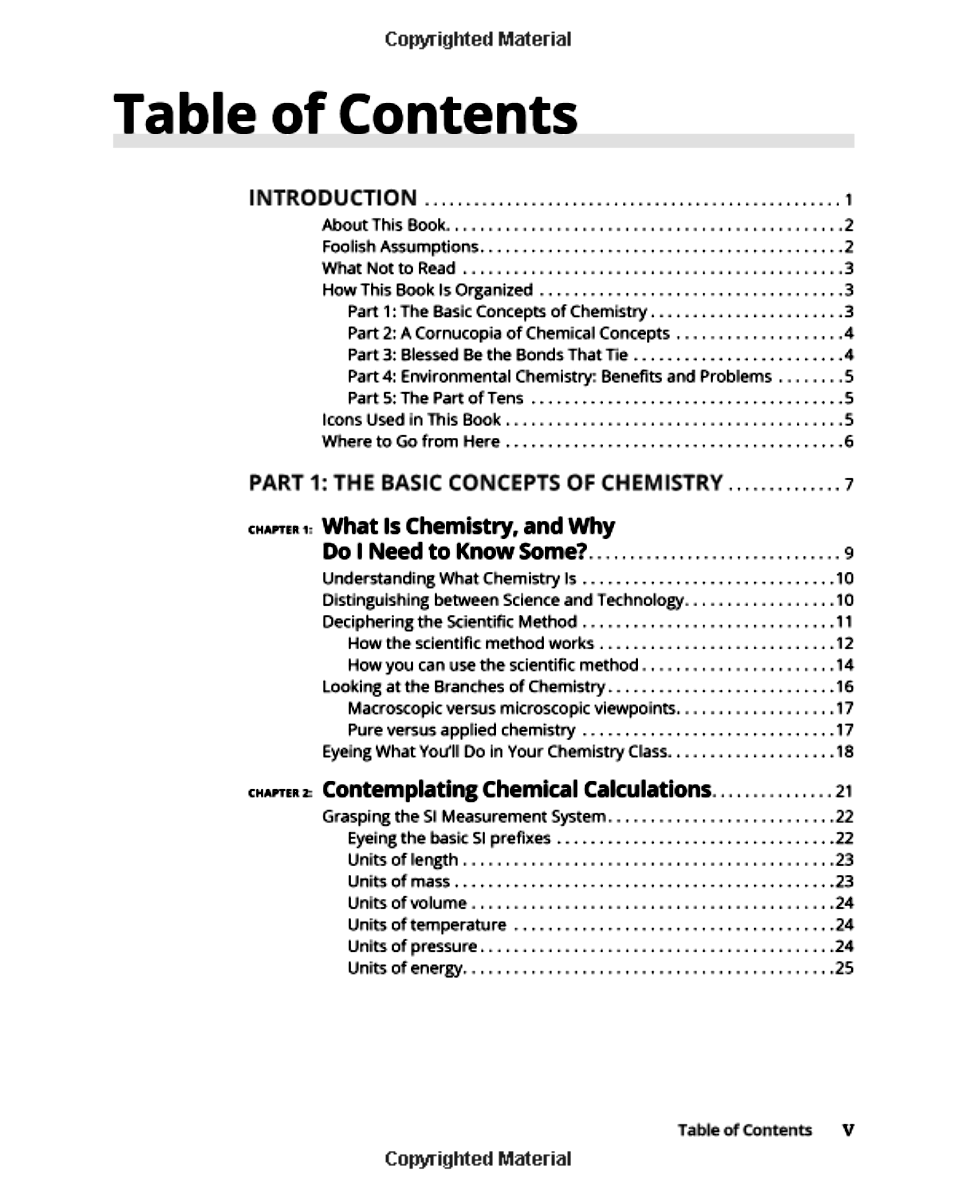 Copyrighted Material
Table of Contents
INTRODUCTION .................................................. 1
About This Book................................................2
Foolish Assumptions............................................2
What Not to Read ..............................................3
How This Book Is Organized .....................................3
Part 1: The Basic Concepts of Chemistry.......................3
Part 2: A Cornucopia of Chemical Concepts ....................4
Part 3: Blessed Be the Bonds That Tie .........................4
Part 4: Environmental Chemistry: Benefits and Problems ........5
Part 5: The Part of Tens .....................................5
Icons Used in This Book........................................5
Where to Go from Here ........................................6
PART 1: THE BASIC CONCEPTS OF CHEMISTRY .............. 7
CHAPTER 1: What Is Chemistry, and Why
Do I Need to Know Some?............................... 9
Understanding What Chemistry Is ..............................10
Distinguishing between Science and Technology..................10
Deciphering the Scientific Method ..............................11
How the scientific method works ............................12
How you can use the scientific method.......................14
Looking at the Branches of Chemistry...........................16
Macroscopic versus microscopic viewpoints...................17
Pure versus applied chemistry ..............................17
Eyeing What You'll Do in Your Chemistry Class....................18
CHAPTER 2: Contemplating Chemical Calculations............... 21
Grasping the SI Measurement System...........................22
Eyeing the basic SI prefixes .................................22
Units of length ............................................23
Units of mass .............................................23
Units of volume ...........................................24
Units of temperature ......................................24
Units of pressure..........................................24
Units of energy............................................25
Table of Contents V
Copyrighted Material